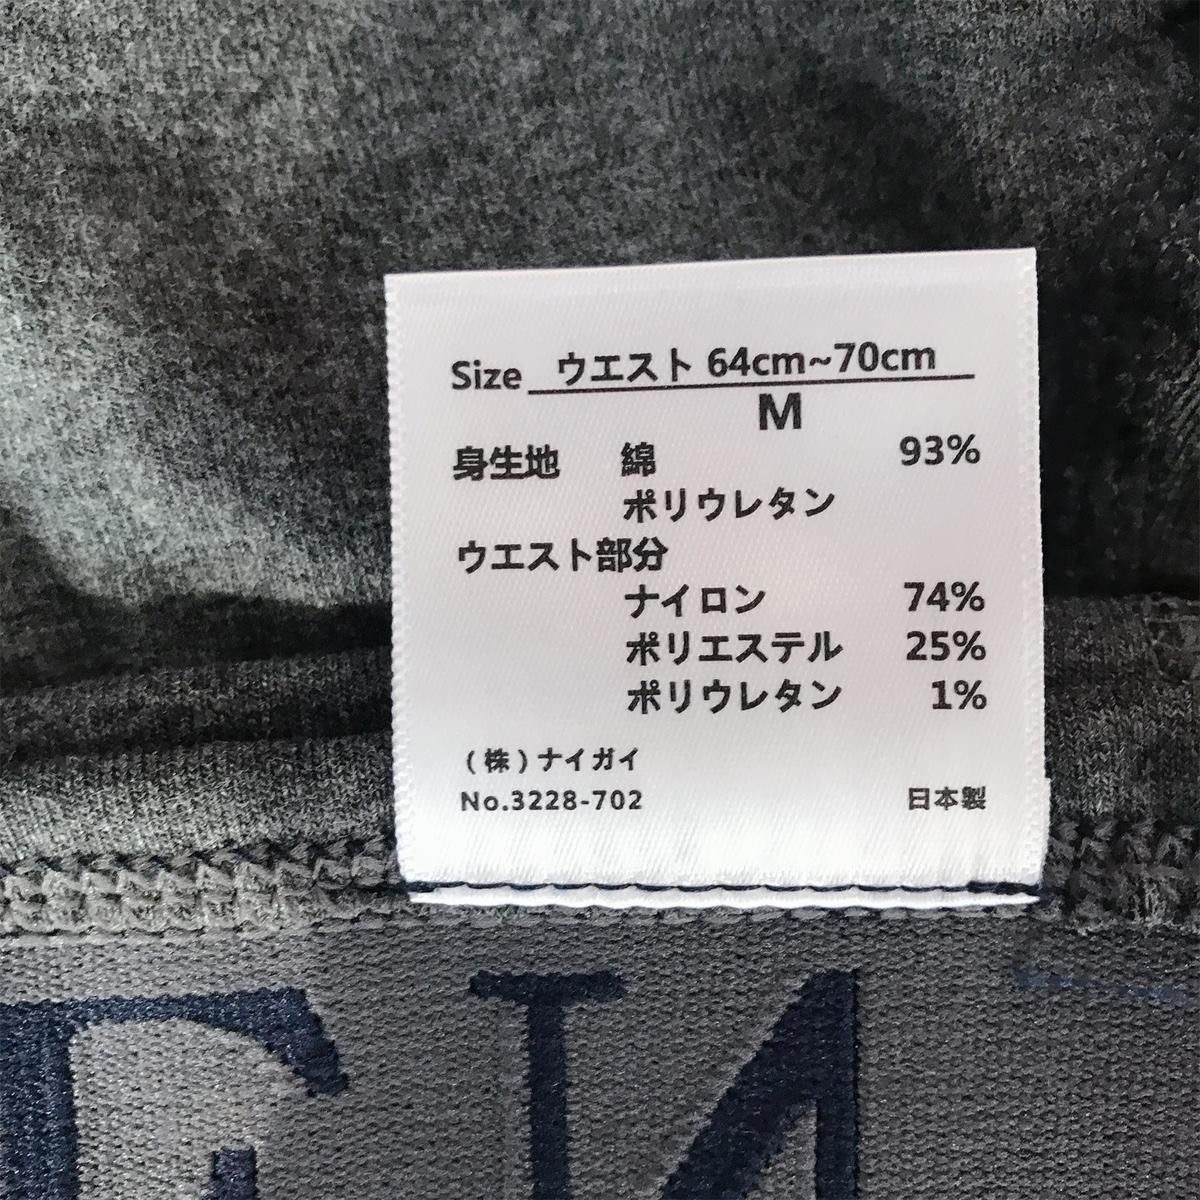 Size ウエスト 64cm~70cm
M
身生地 綿 93%
ポリウレタン
ウエスト部分
ナイロン 74%
ポリエステル 25%
ポリウレタン 1%
(株)ナイガイ
No.3228-702 日本製